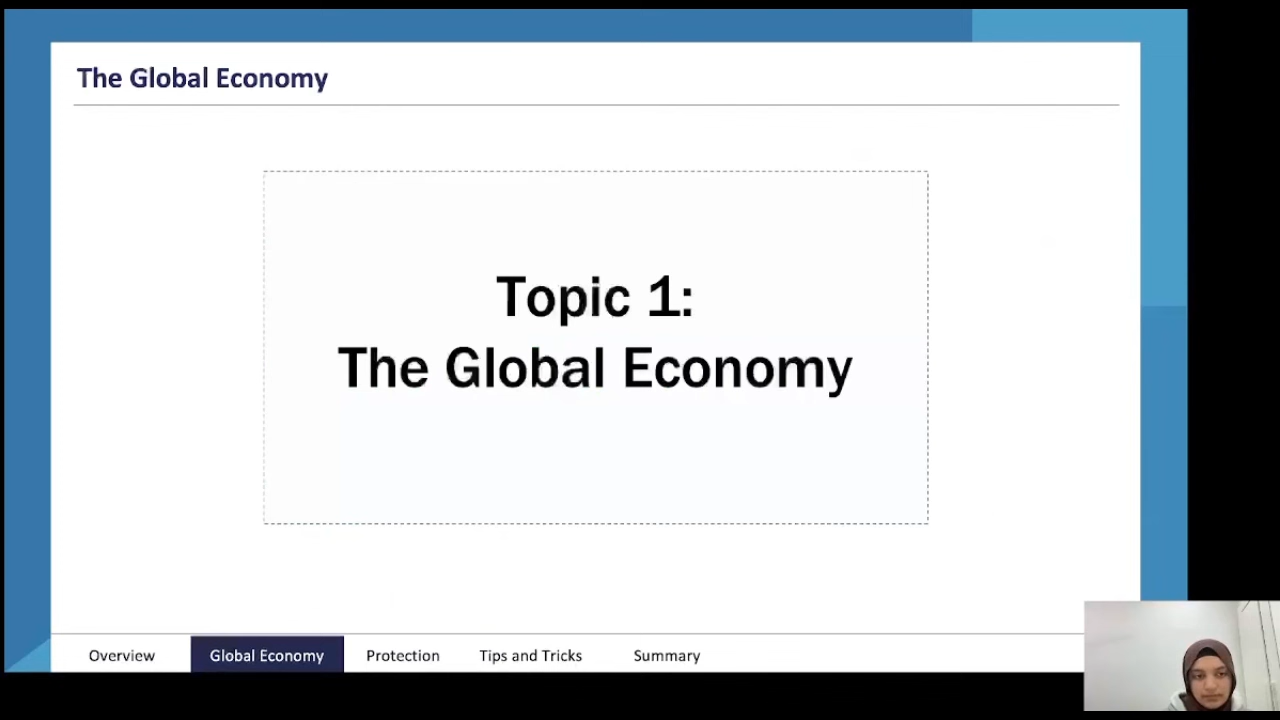 The Global Economy
Topic 1:
The Global Economy
Overview
Global Economy
Protection
Tips and Tricks
Summary